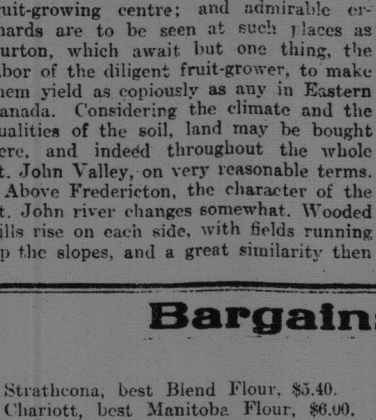 ruit-growing centre; and admirable or-
hards are to be seen at such places as
urton, which await but one thing, the
bor of the diligent fruit-grower, to make
hem yield as copiously as any in Eastern
anada. Considering the climate and the
ualities of the soil, land may be bought
ere, and indeed throughout the whole
t. John Valley, on very reasonable terms.
Above Fredericton, the character of the
t. John river changes somewhat. Wooded
ills rise on each side, with fields running
p the slopes, and a great similarity then
Bargain
Strathcona, best Blend Flour, $5.40.
Chariott, best Manitoba Flour, $6.00.